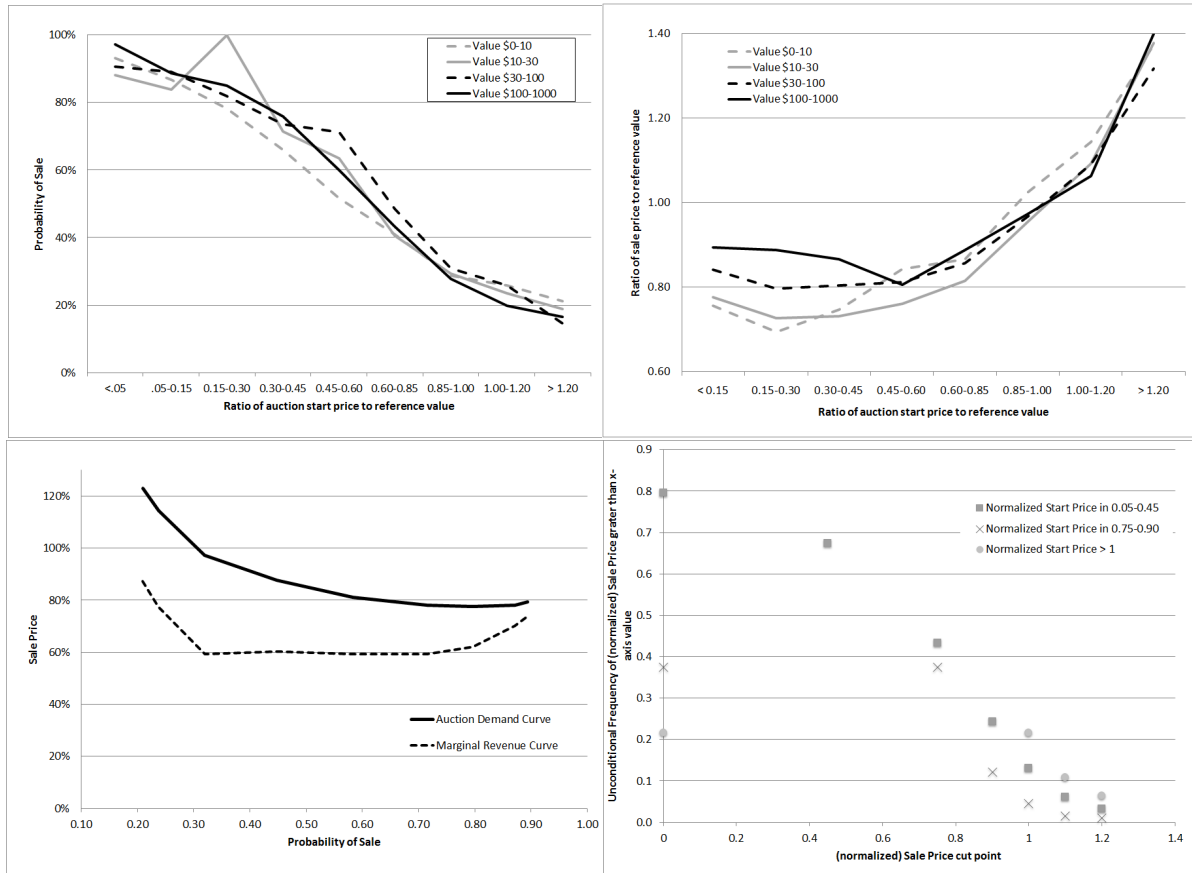 100%
80%
60%
40%
20%
0%
Probability of Sale
Value $0-10
Value $10-30
Value $30-100
Value $100-1000
<.05
.05-0.15
0.15-0.30
0.30-0.45
0.45-0.60
0.60-0.85
0.85-1.00
1.00-1.20
> 1.20
Ratio of auction start price to reference value
1.40
1.20
1.00
0.80
0.60
Ratio of sale price to reference value
Value $0-10
Value $10-30
Value $30-100
Value $100-1000
< 0.15
0.15-0.30
0.30-0.45
0.45-0.60
0.60-0.85
0.85-1.00
1.00-1.20
> 1.20
Ratio of auction start price to reference value
120%
100%
80%
60%
40%
20%
0%
Sale Price
Auction Demand Curve
Marginal Revenue Curve
0.10
0.20
0.30
0.40
0.50
0.60
0.70
0.80
0.90
1.00
Probability of Sale
0.9
0.8
0.7
0.6
0.5
0.4
0.3
0.2
0.1
0.0
Unconditional Frequency of (normalized) Sale Price greater than x-
axis value
Normalized Start Price in 0.05-0.45
Normalized Start Price in 0.75-0.90
Normalized Start Price > 1
0
0.2
0.4
0.6
0.8
1
1.2
1.4
(normalized) Sale Price cut point